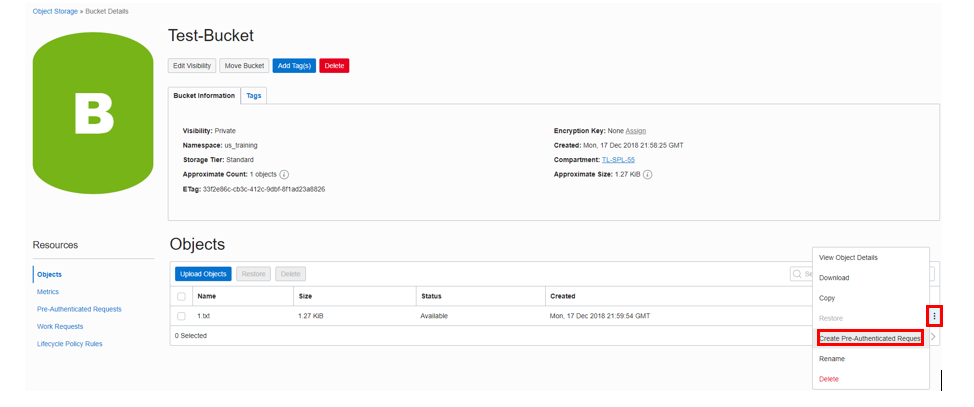 Object Storage » Bucket Details
Test-Bucket
Edit Visibility Move Bucket Add Tag(s) Delete
B
Bucket Information Tags
Visibility: Private Encryption Key: None Assign
Namespace: us_training Created: Mon, 17 Dec 2018 21:58:25 GMT
Storage Tier: Standard Compartment: TL-SPL-55
Approximate Count: 1 objects i Approximate Size: 1.27 KiB i
ETag: 33f2e86c-cb3c-412c-9dbf-8f1ad23a8826
Resources
Objects
Metrics
Pre-Authenticated Requests
Work Requests
Lifecycle Policy Rules
Objects
Upload Objects Restore Delete Se
Name Size Status Created
1.txt 1.27 KiB Available Mon, 17 Dec 2018 21:59:54 GMT
0 Selected
View Object Details
Download
Copy
Restore
Create Pre-Authenticated Reques
Rename
Delete